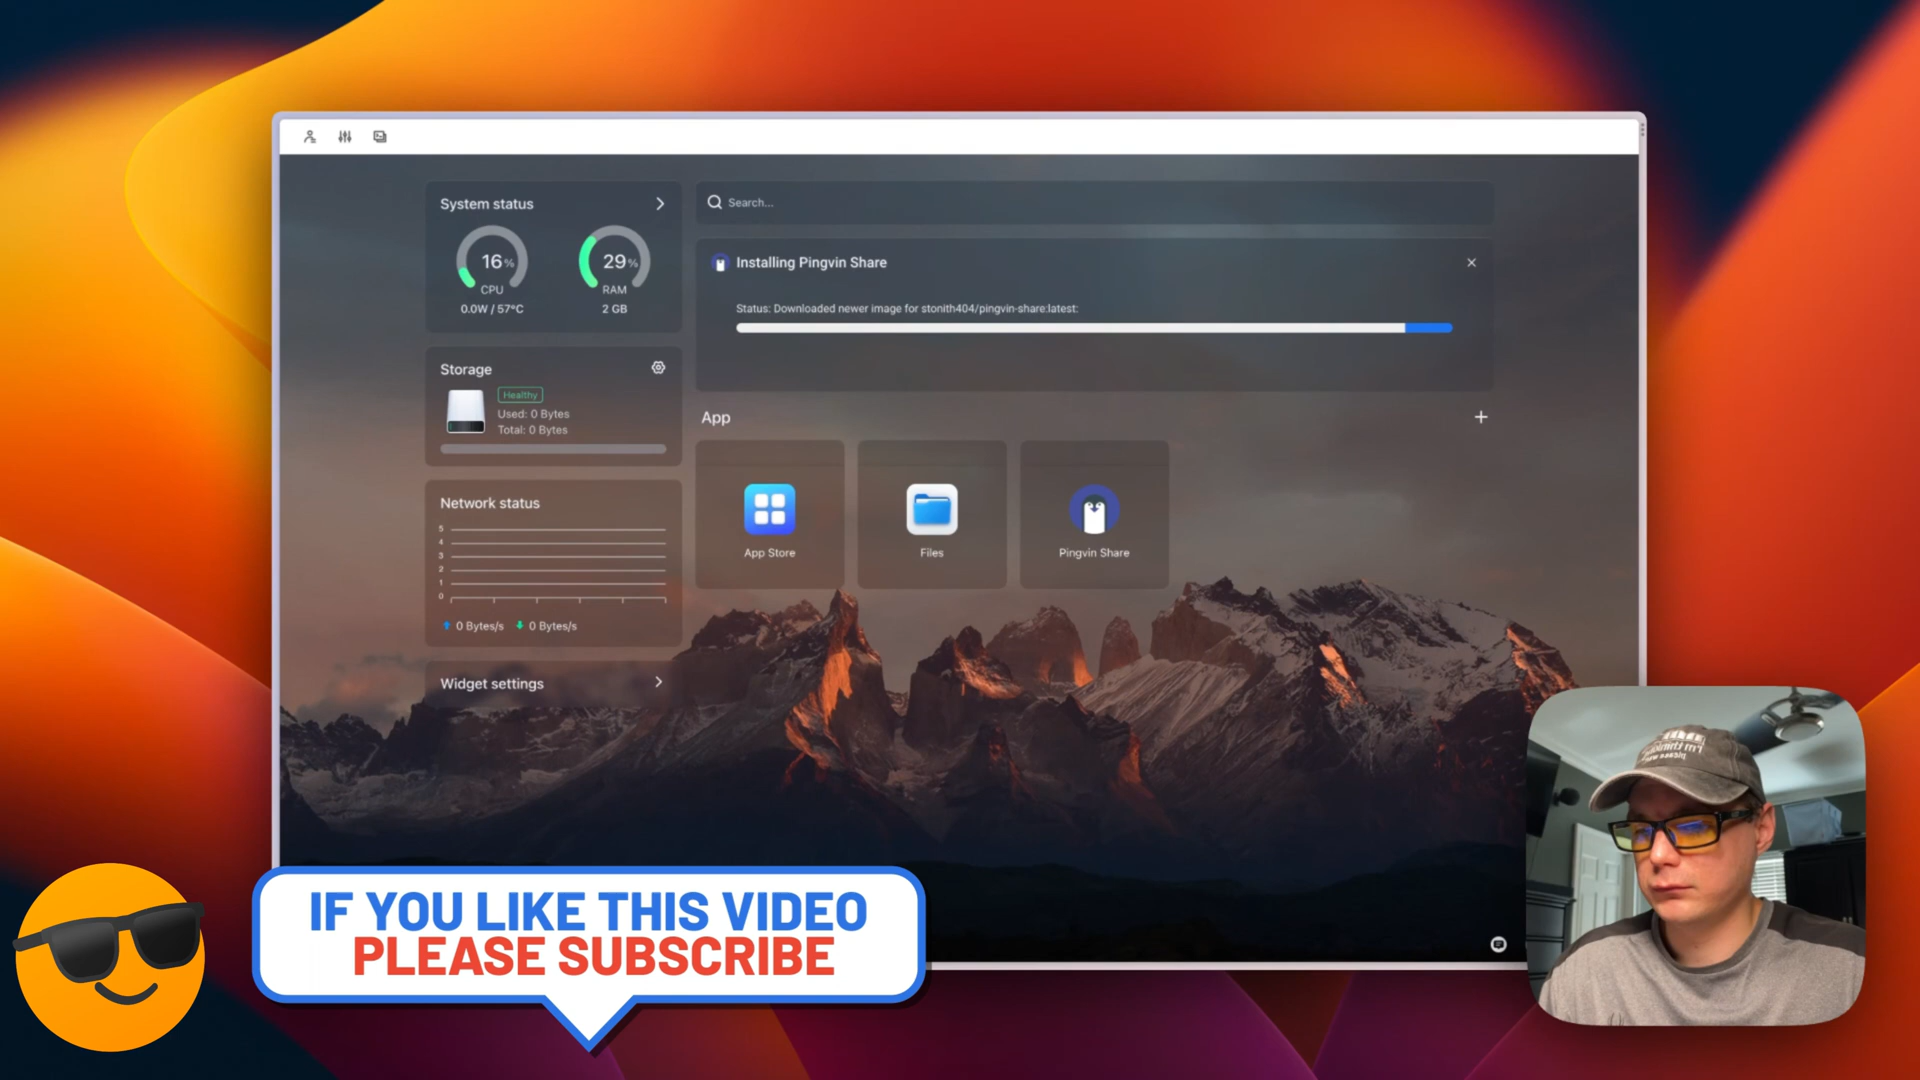 System status
16%
CPU
0.0W / 57°C
29%
RAM
2 GB
Search...
Installing Pingvin Share
Status: Downloaded newer image for stonith404/pingvin-share:latest:
Storage
Healthy
Used: 0 Bytes
Total: 0 Bytes
App
App Store
Files
Pingvin Share
Network status
5
4
3
2
1
0
0 Bytes/s
0 Bytes/s
Widget settings
IF YOU LIKE THIS VIDEO
PLEASE SUBSCRIBE